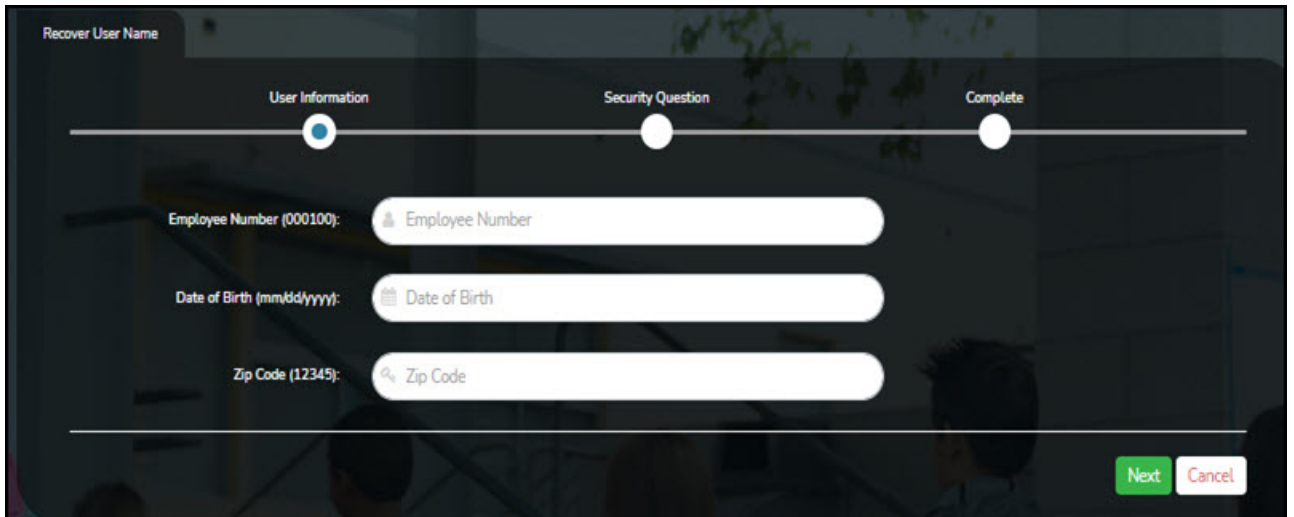 Recover User Name
User Information Security Question Complete
Employee Number (000100): Employee Number
Date of Birth (mm/dd/yyyy): Date of Birth
Zip Code (12345): Zip Code
Next Cancel